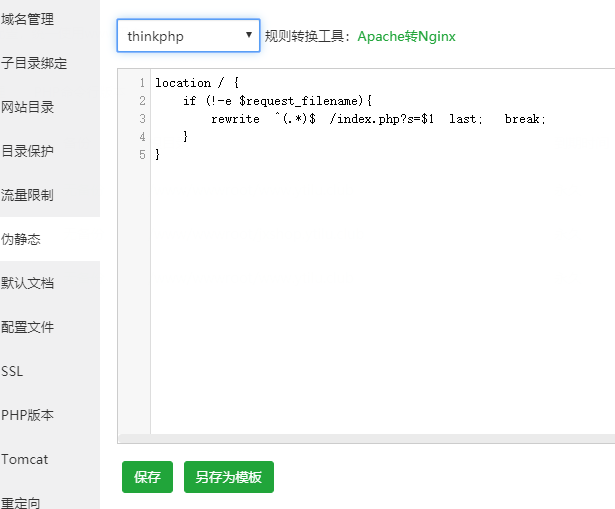 域名管理
子目录绑定
网站目录
目录保护
流量限制
伪静态
默认文档
配置文件
SSL
PHP版本
Tomcat
重定向
thinkphp 规则转换工具：Apache转Nginx
1 location / {
2 if (!-e $request_filename){
3 rewrite ^(.*)$ /index.php?s=$1 last; break;
4 }
5 }
保存 另存为模板